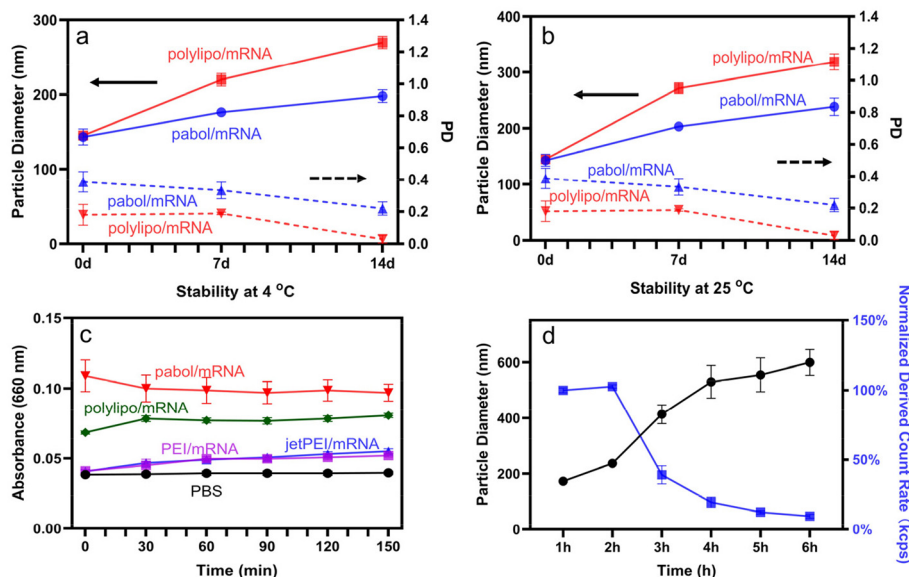 a
Particle Diameter (nm)
300
200
100
50
0
polylipo/mRNA
pabol/mRNA
pabol/mRNA
polylipo/mRNA
1.4
1.2
1.0
0.8
0.6
0.4
0.2
0.0
PD
0d 7d 14d
Stability at 4 °C
b
Particle Diameter (nm)
400
300
200
100
0
polylipo/mRNA
pabol/mRNA
pabol/mRNA
polylipo/mRNA
1.4
1.2
1.0
0.8
0.6
0.4
0.2
0.0
PD
0d 7d 14d
Stability at 25 °C
c
Absorbance (660 nm)
0.15
0.10
0.05
0.00
pabol/mRNA
polylipo/mRNA
PEI/mRNA
jetPEI/mRNA
PBS
0 30 60 90 120 150
Time (min)
d
Particle Diameter (nm)
600
400
200
0
150%
100%
50%
0%
Normalized Derived Count Rate (kcps)
1h 2h 3h 4h 5h 6h
Time (h)